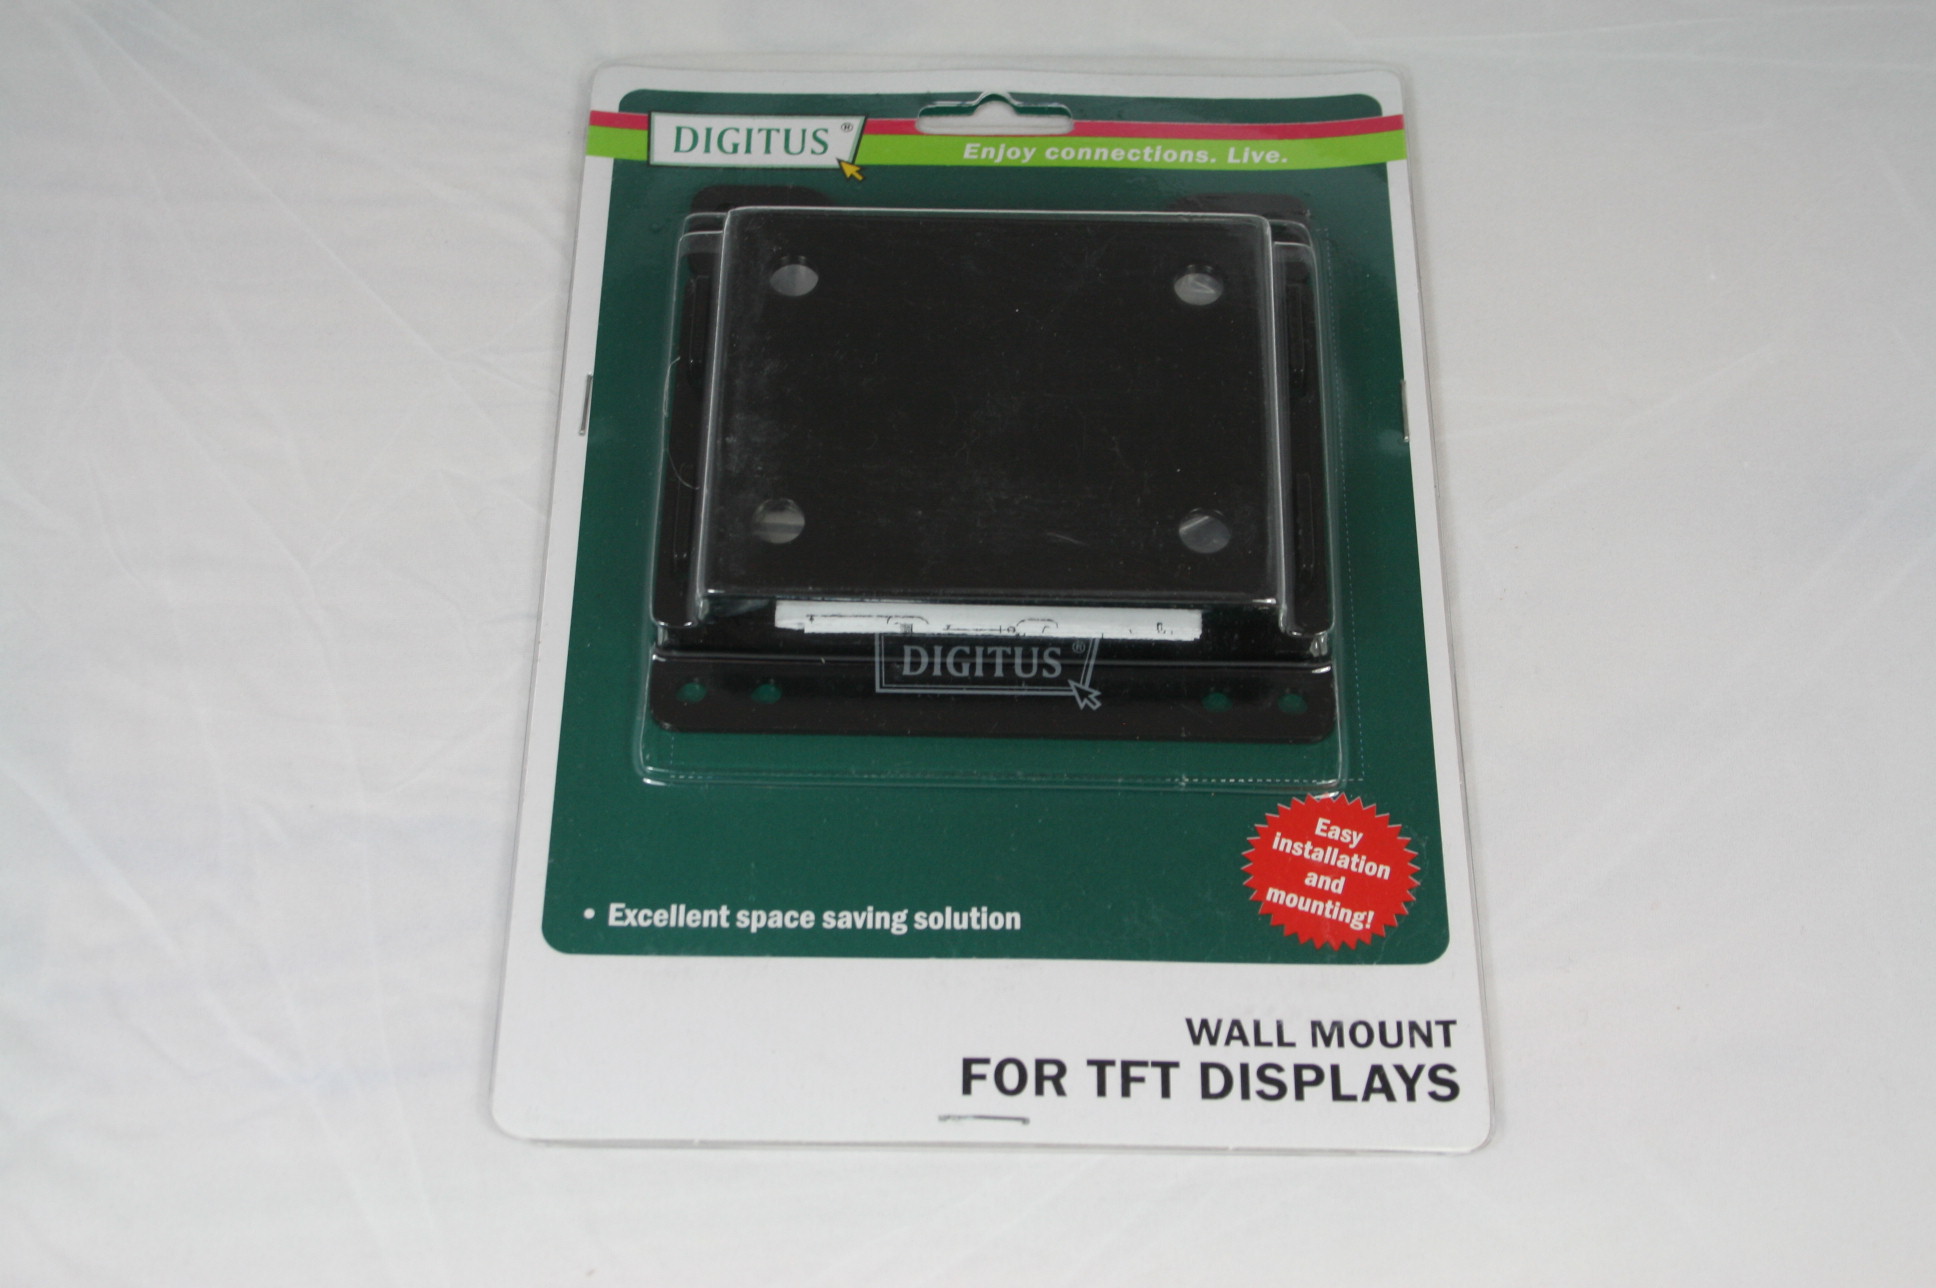 DIGITUS®
Enjoy connections. Live.
DIGITUS®
Easy
installation
and
mounting!
• Excellent space saving solution
WALL MOUNT
FOR TFT DISPLAYS